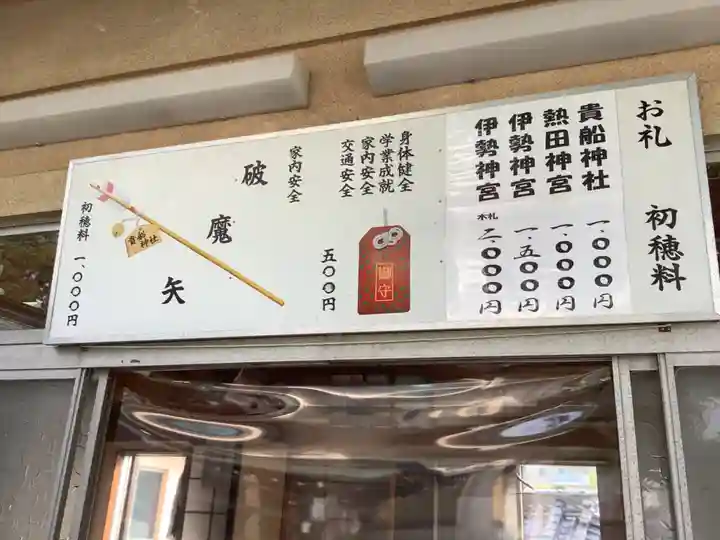 お札 初穂料
貴船神社 一、〇〇〇円
熱田神宮 一、〇〇〇円
伊勢神宮 一、五〇〇円
伊勢神宮 木札 二、〇〇〇円
身体健全
学業成就
家内安全
交通安全
守
五〇〇円
家内安全
破魔矢
貴船神社
初穂料 一、〇〇〇円